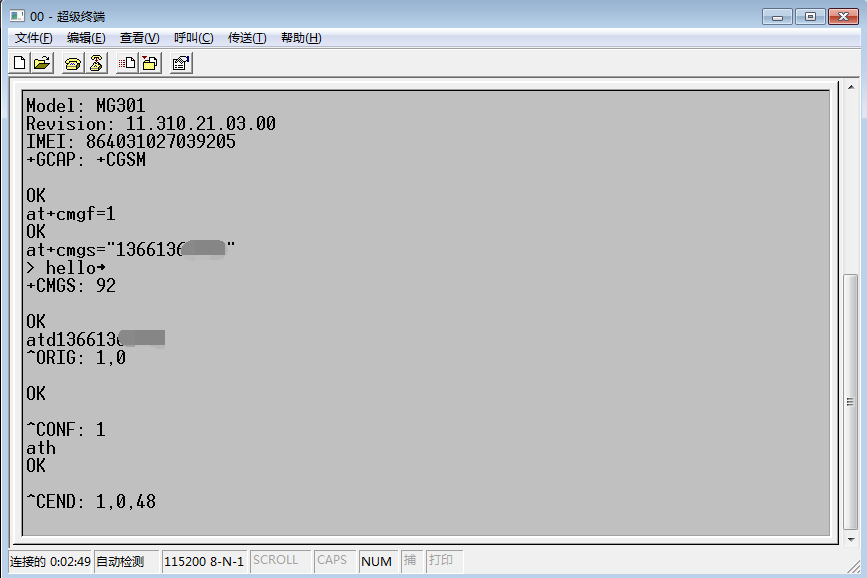 00 - 超级终端
文件(F) 编辑(E) 查看(V) 呼叫(C) 传送(T) 帮助(H)
Model: MG301
Revision: 11.310.21.03.00
IMEI: 864031027039205
+GCAP: +CGSM
OK
at+cmgf=1
OK
at+cmgs="1366136"
> hello→
+CMGS: 92
OK
atd136613
^ORIG: 1,0
OK
^CONF: 1
ath
OK
^CEND: 1,0,48
连接的 0:02:49 自动检测 115200 8-N-1 SCROLL CAPS NUM 捕 打印